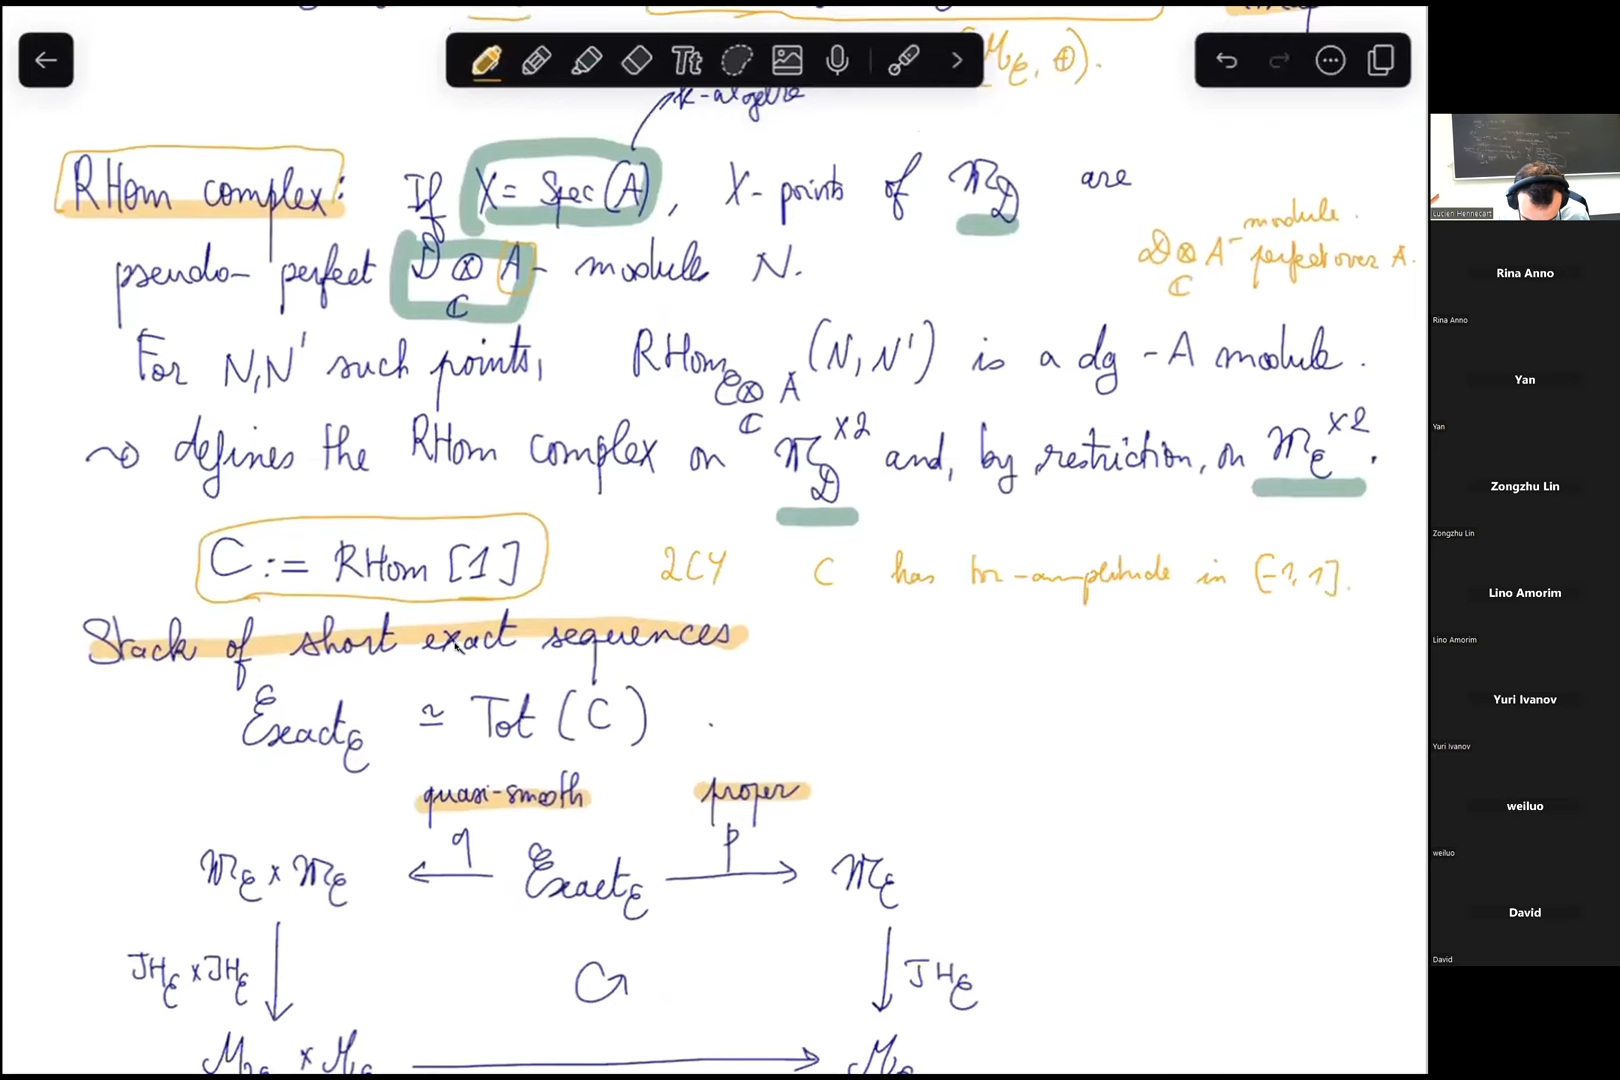 (M_ℰ, ⊕).
k-algebra
RHom complex: If X = Spec(A), X-points of 𝔐_𝒟 are
pseudo-perfect 𝒟 ⊗_ℂ A - module N.
module.
𝒟 ⊗_ℂ A - perfect over A.
For N,N' such points, RHom_{ℰ ⊗_ℂ A} (N, N') is a dg - A module.
⇝ defines the RHom complex on 𝔐_𝒟^{×2} and, by restriction, on 𝔐_ℰ^{×2}.
C := RHom [1] 2CY C has tor-amplitude in [-1, 1].
Stack of short exact sequences
Exact_ℰ ≃ Tot (C) .
quasi-smooth proper
𝔐_ℰ × 𝔐_ℰ ←q Exact_ℰ p→ 𝔐_ℰ
JH_ℰ × JH_ℰ ↓ ↓ JH_ℰ
M × M → M
Tt
Lucien Hennecart
Rina Anno
Rina Anno
Yan
Yan
Zongzhu Lin
Zongzhu Lin
Lino Amorim
Lino Amorim
Yuri Ivanov
Yuri Ivanov
weiluo
weiluo
David
David